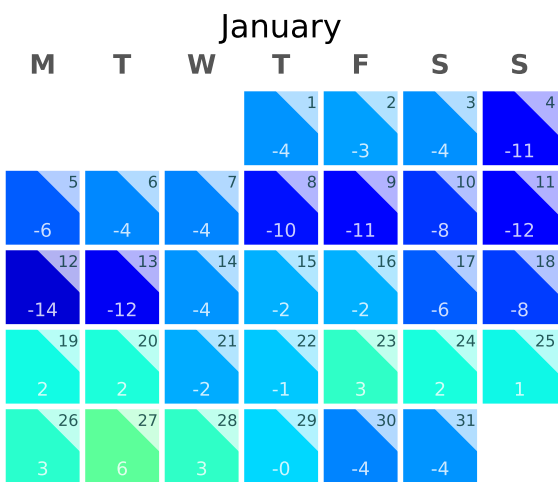 January
M T W T F S S
1 2 3 4
-4 -3 -4 -11
5 6 7 8 9 10 11
-6 -4 -4 -10 -11 -8 -12
12 13 14 15 16 17 18
-14 -12 -4 -2 -2 -6 -8
19 20 21 22 23 24 25
2 2 -2 -1 3 2 1
26 27 28 29 30 31
3 6 3 -0 -4 -4